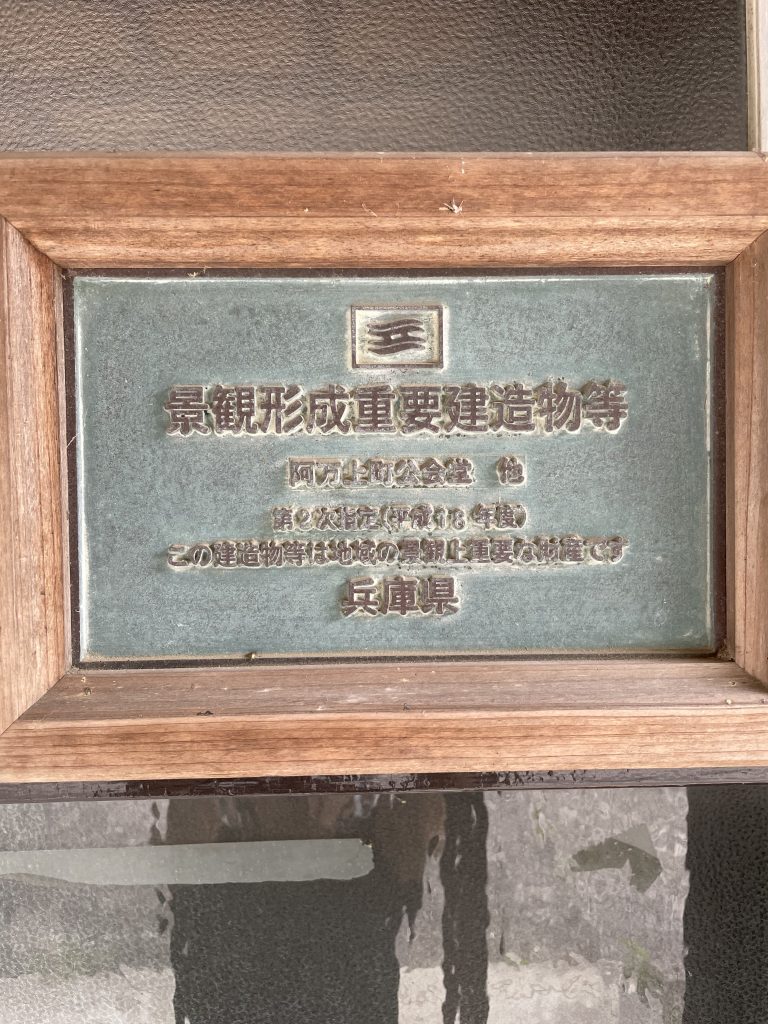 景観形成重要建造物等
阿万上町公会堂 他
第9次指定(平成18年度)
この建造物等は地域の景観上重要な財産です
兵庫県